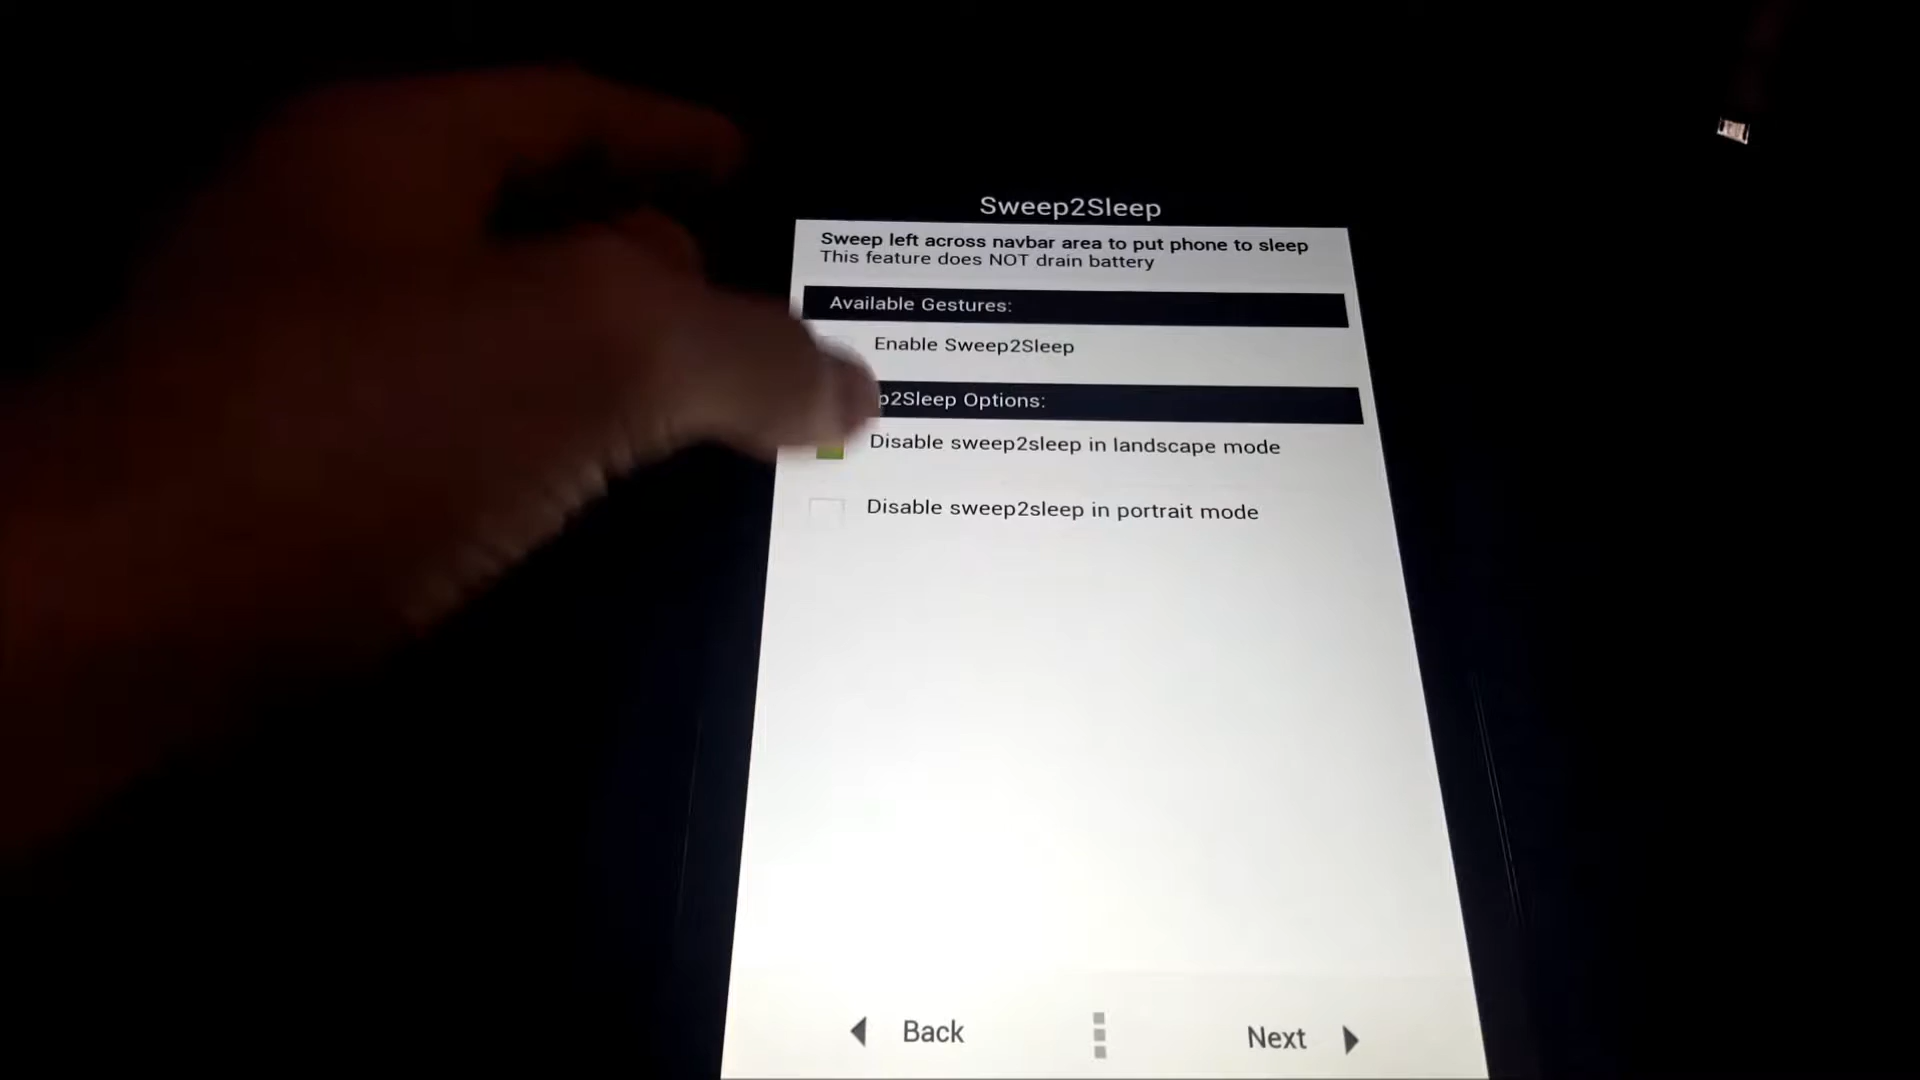 Sweep2Sleep
Sweep left across navbar area to put phone to sleep
This feature does NOT drain battery
Available Gestures:
Enable Sweep2Sleep
p2Sleep Options:
Disable sweep2sleep in landscape mode
Disable sweep2sleep in portrait mode
Back
Next